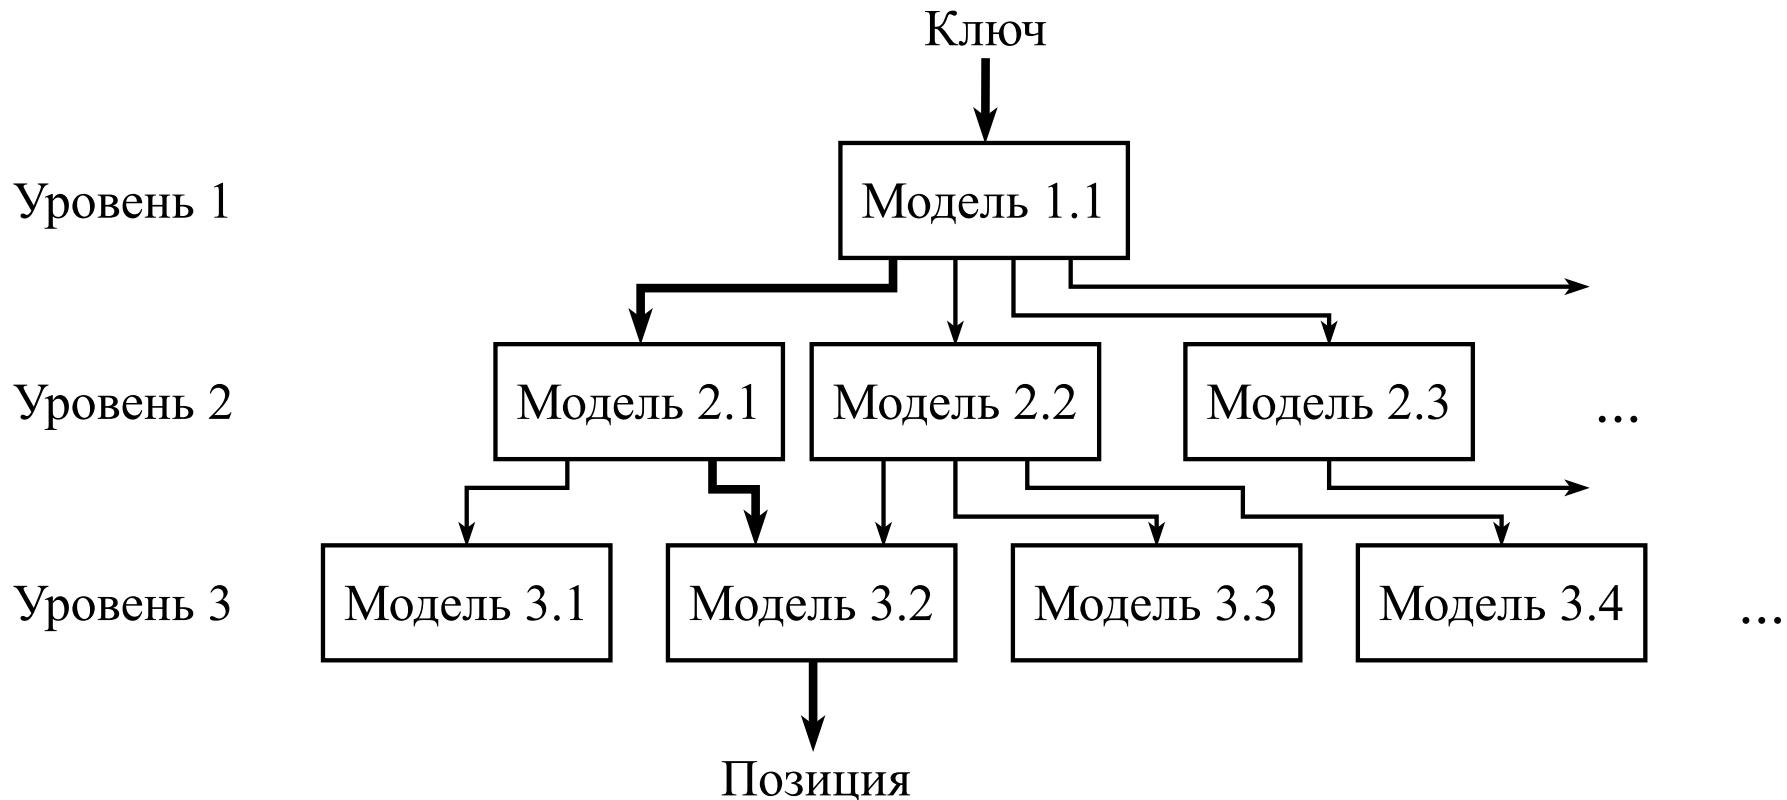 Ключ
Уровень 1
Модель 1.1
Уровень 2
Модель 2.1
Модель 2.2
Модель 2.3
...
Уровень 3
Модель 3.1
Модель 3.2
Модель 3.3
Модель 3.4
...
Позиция